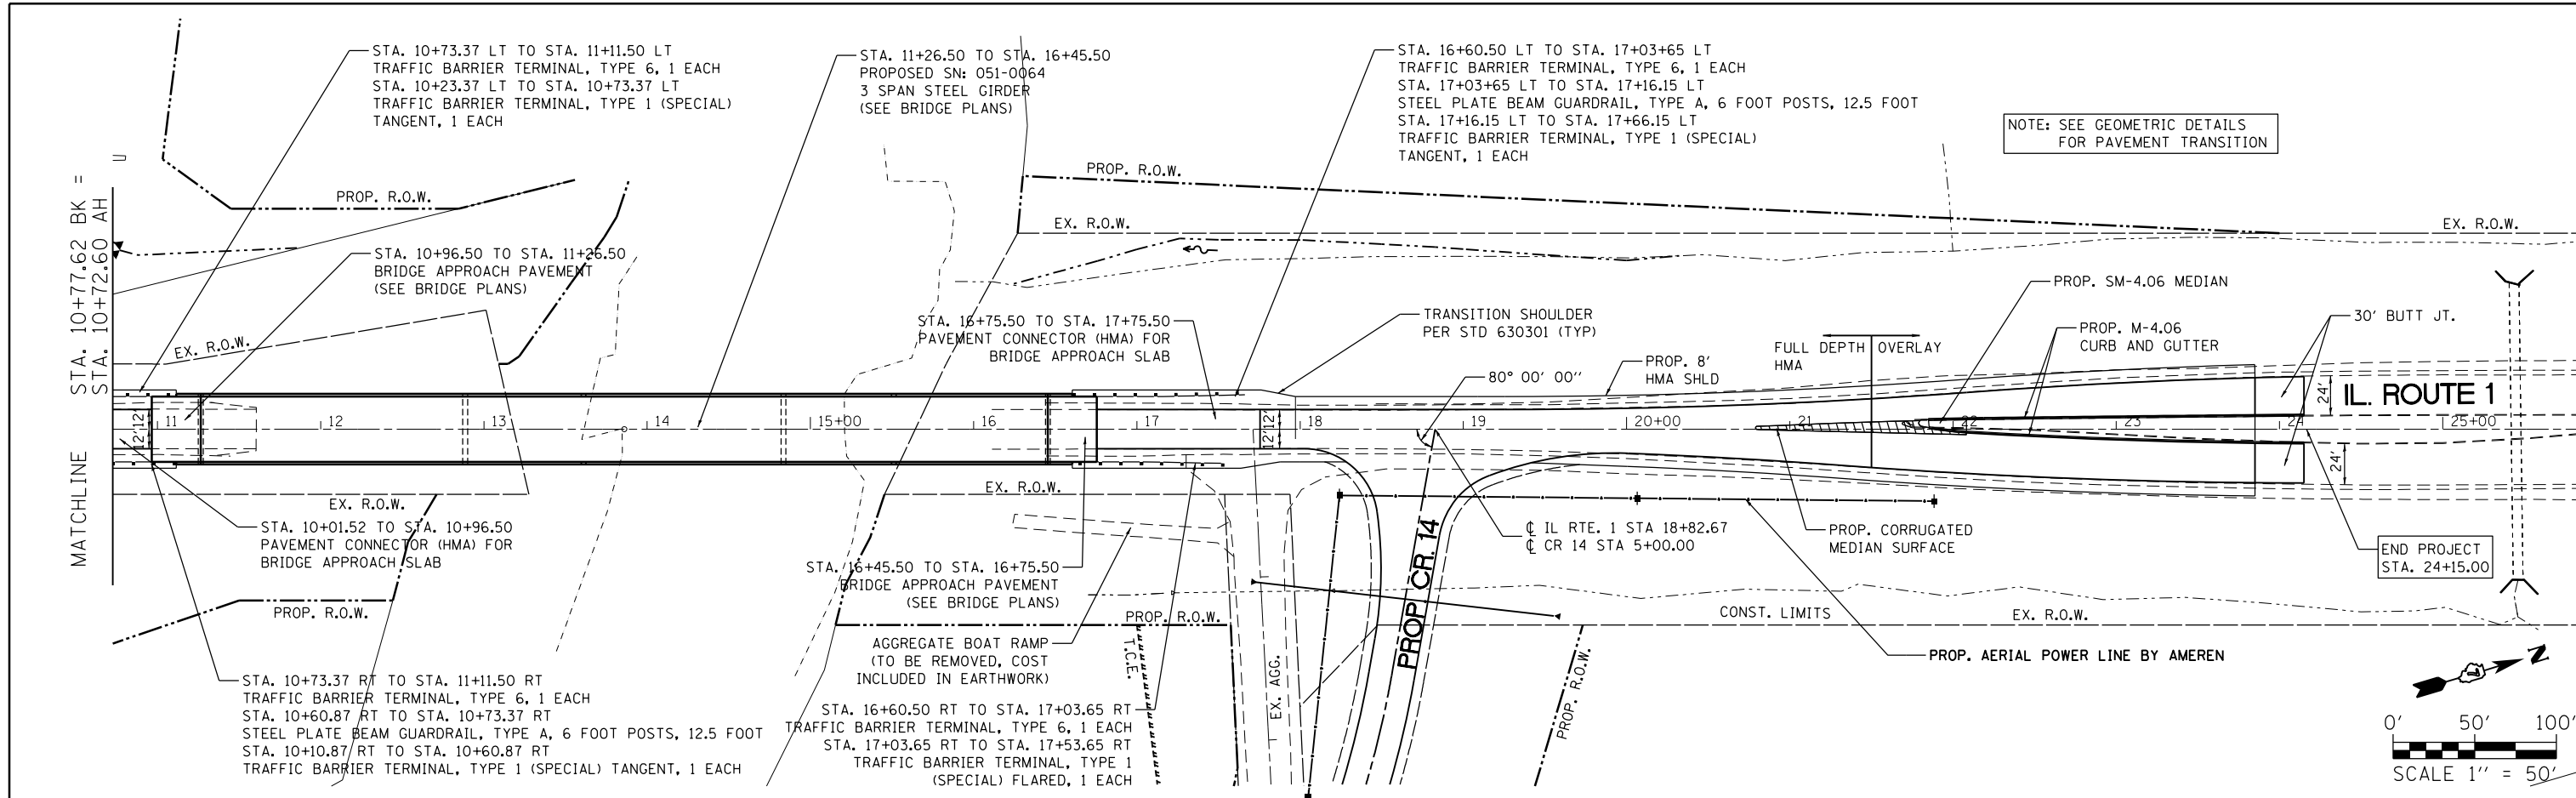 STA. 10+73.37 LT TO STA. 11+11.50 LT
TRAFFIC BARRIER TERMINAL, TYPE 6, 1 EACH
STA. 10+23.37 LT TO STA. 10+73.37 LT
TRAFFIC BARRIER TERMINAL, TYPE 1 (SPECIAL)
TANGENT, 1 EACH
STA. 11+26.50 TO STA. 16+45.50
PROPOSED SN: 051-0064
3 SPAN STEEL GIRDER
(SEE BRIDGE PLANS)
STA. 16+60.50 LT TO STA. 17+03+65 LT
TRAFFIC BARRIER TERMINAL, TYPE 6, 1 EACH
STA. 17+03+65 LT TO STA. 17+16.15 LT
STEEL PLATE BEAM GUARDRAIL, TYPE A, 6 FOOT POSTS, 12.5 FOOT
STA. 17+16.15 LT TO STA. 17+66.15 LT
TRAFFIC BARRIER TERMINAL, TYPE 1 (SPECIAL)
TANGENT, 1 EACH
NOTE: SEE GEOMETRIC DETAILS
FOR PAVEMENT TRANSITION
PROP. R.O.W.
PROP. R.O.W.
EX. R.O.W.
EX. R.O.W.
MATCHLINE STA. 10+77.62 BK =
STA. 10+72.60 AH
STA. 10+96.50 TO STA. 11+26.50
BRIDGE APPROACH PAVEMENT
(SEE BRIDGE PLANS)
EX. R.O.W.
STA. 16+75.50 TO STA. 17+75.50
PAVEMENT CONNECTOR (HMA) FOR
BRIDGE APPROACH SLAB
TRANSITION SHOULDER
PER STD 630301 (TYP)
PROP. 8'
HMA SHLD
80° 00' 00''
FULL DEPTH
HMA
OVERLAY
PROP. SM-4.06 MEDIAN
PROP. M-4.06
CURB AND GUTTER
30' BUTT JT.
24'
IL. ROUTE 1
12' 12'
11
12
13
14
15+00
16
17
12' 12'
18
19
20+00
21
22
23
24
25+00
24'
EX. R.O.W.
EX. R.O.W.
STA. 10+01.52 TO STA. 10+96.50
PAVEMENT CONNECTOR (HMA) FOR
BRIDGE APPROACH SLAB
STA. 16+45.50 TO STA. 16+75.50
BRIDGE APPROACH PAVEMENT
(SEE BRIDGE PLANS)
℄ IL RTE. 1 STA 18+82.67
℄ CR 14 STA 5+00.00
PROP. CORRUGATED
MEDIAN SURFACE
END PROJECT
STA. 24+15.00
PROP. R.O.W.
PROP. R.O.W.
CONST. LIMITS
EX. R.O.W.
AGGREGATE BOAT RAMP
(TO BE REMOVED, COST
INCLUDED IN EARTHWORK)
T.C.E.
EX. AGG.
PROP. CR. 14
PROP. R.O.W.
PROP. AERIAL POWER LINE BY AMEREN
STA. 10+73.37 RT TO STA. 11+11.50 RT
TRAFFIC BARRIER TERMINAL, TYPE 6, 1 EACH
STA. 10+60.87 RT TO STA. 10+73.37 RT
STEEL PLATE BEAM GUARDRAIL, TYPE A, 6 FOOT POSTS, 12.5 FOOT
STA. 10+10.87 RT TO STA. 10+60.87 RT
TRAFFIC BARRIER TERMINAL, TYPE 1 (SPECIAL) TANGENT, 1 EACH
STA. 16+60.50 RT TO STA. 17+03.65 RT
TRAFFIC BARRIER TERMINAL, TYPE 6, 1 EACH
STA. 17+03.65 RT TO STA. 17+53.65 RT
TRAFFIC BARRIER TERMINAL, TYPE 1
(SPECIAL) FLARED, 1 EACH
N
0' 50' 100'
SCALE 1'' = 50'